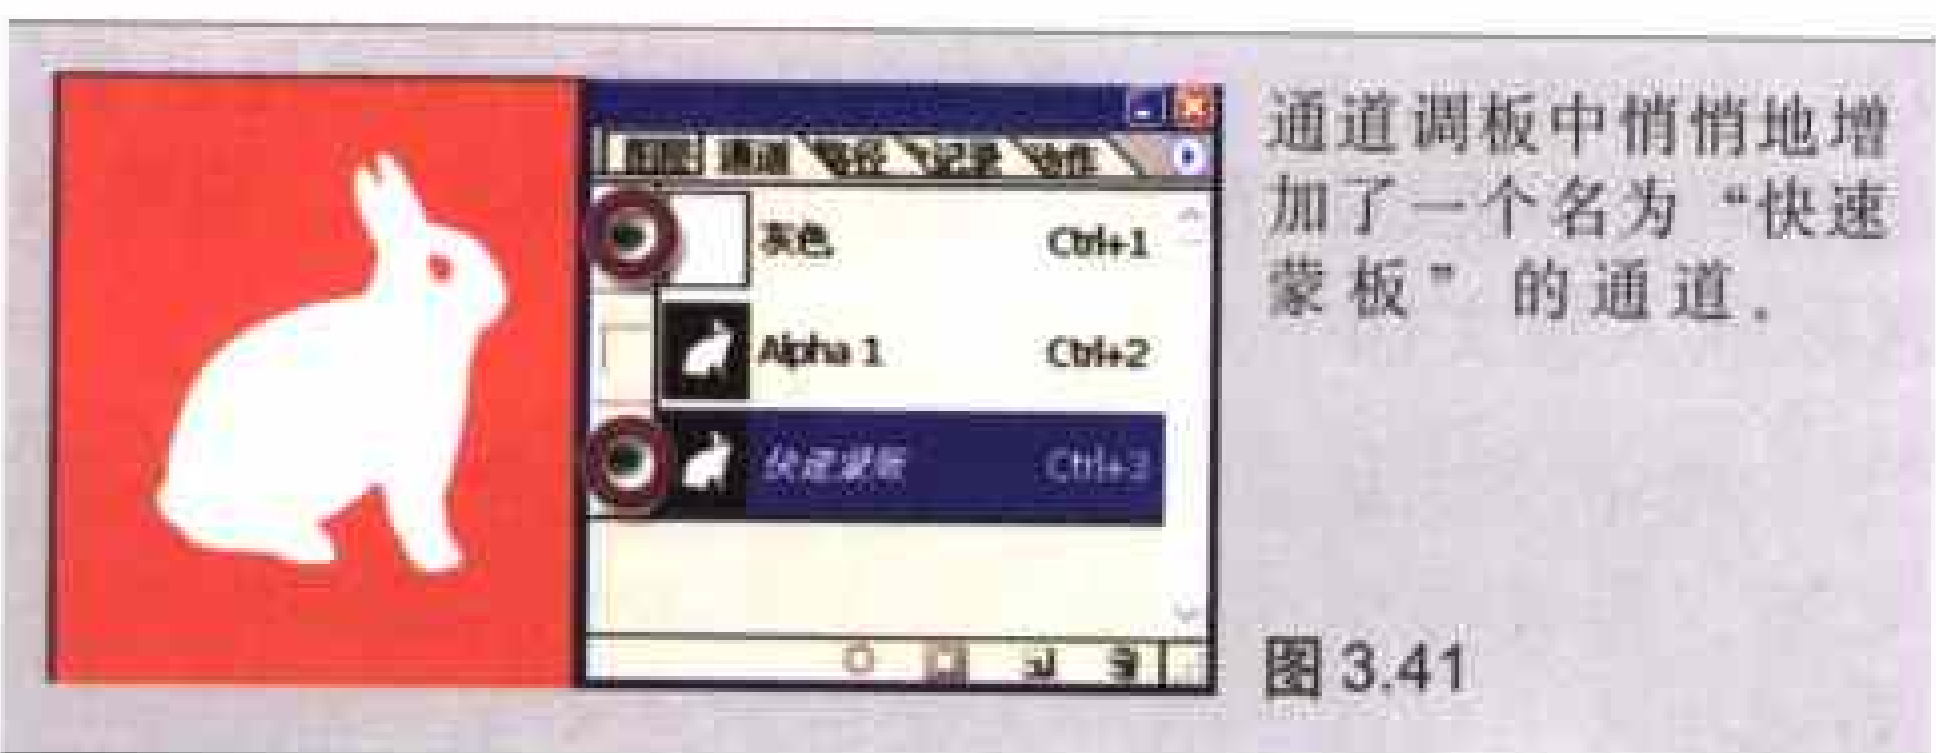 图层 通道 路径 记录 动作
灰色 Ctrl+1
Alpha 1 Ctrl+2
快速蒙板 Ctrl+3
通道调板中悄悄地增
加了一个名为“快速
蒙板”的通道.
图 3.41